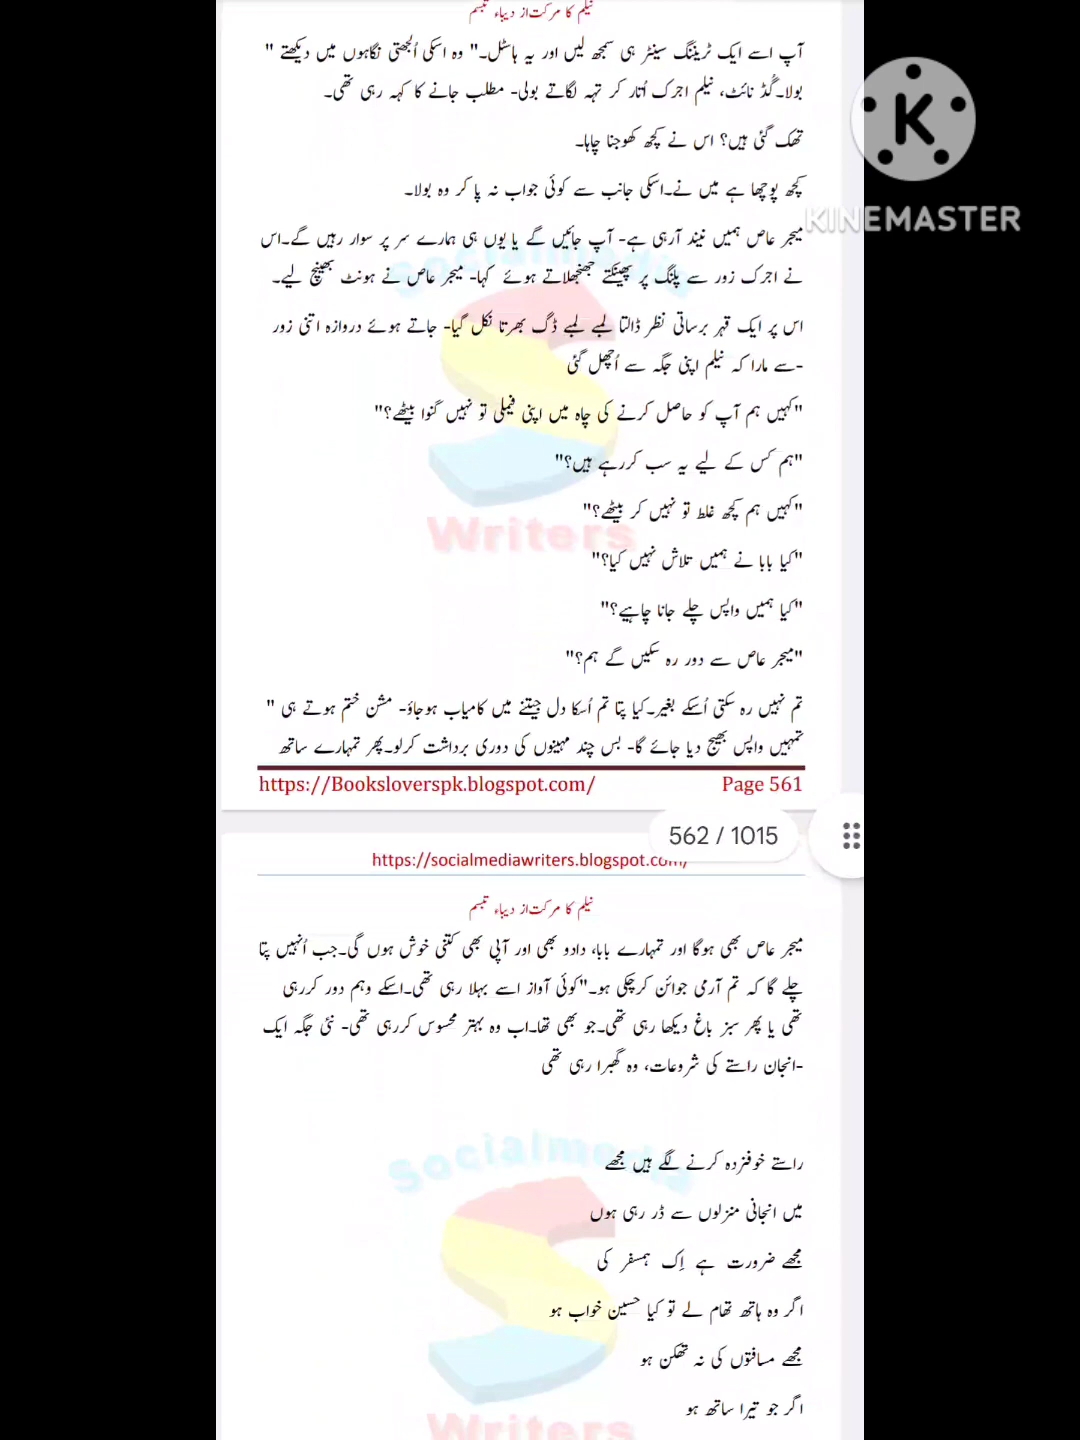 نیلم کا مرکت از دیباء تبسم
آپ اسے ایک ٹریننگ سینٹر ہی سمجھ لیں اور یہ ہاسٹل۔" وہ اسکی اُلجھتی نگاہوں میں دیکھتے "
بولا۔گُڈ نائٹ، نیلم اجرک اُتار کر تہہ لگاتے بولی- مطلب جانے کا کہہ رہی تھی۔
تھک گئی ہیں؟ اس نے کچھ کھوجنا چاہا۔
کچھ پوچھا ہے میں نے۔اسکی جانب سے کوئی جواب نہ پا کر وہ بولا۔
میجر عاص ہمیں نیند آرہی ہے- آپ جائیں گے یا یوں ہی ہمارے سر پر سوار رہیں گے۔اس
نے اجرک زور سے پلنگ پر پھینکتے جھنجھلاتے ہوئے کہا- میجر عاص نے ہونٹ بھینچ لیے۔
اس پر ایک قہر برساتی نظر ڈالتا لمبے لمبے ڈگ بھرتا نکل گیا- جاتے ہوئے دروازہ اتنی زور
-سے مارا کہ نیلم اپنی جگہ سے اُچھل گئی
"کہیں ہم آپ کو حاصل کرنے کی چاہ میں اپنی فیملی تو نہیں گنوا بیٹھے؟"
"ہم کس کے لیے یہ سب کررہے ہیں؟"
"کہیں ہم کچھ غلط تو نہیں کر بیٹھے؟"
"کیا بابا نے ہمیں تلاش نہیں کیا؟"
"کیا ہمیں واپس چلے جانا چاہیے؟"
"میجر عاص سے دور رہ سکیں گے ہم؟"
تم نہیں رہ سکتی اُسکے بغیر۔کیا پتا تم اُسکا دل جیتنے میں کامیاب ہوجاؤ- مشن ختم ہوتے ہی "
تمہیں واپس بھیج دیا جائے گا- بس چند مہینوں کی دوری برداشت کرلو۔پھر تمہارے ساتھ
https://Booksloverspk.blogspot.com/ Page 561
562 / 1015
https://socialmediawriters.blogspot.com/
نیلم کا مرکت از دیباء تبسم
میجر عاص بھی ہوگا اور تمہارے بابا، دادو بھی اور آپی بھی کتنی خوش ہوں گی۔جب اُنہیں پتا
چلے گا کہ تم آرمی جوائن کرچکی ہو۔"کوئی آواز اسے بہلا رہی تھی۔اسکے وہم دور کررہی
تھی یا پھر سبز باغ دیکھا رہی تھی۔جو بھی تھا۔اب وہ بہتر محسوس کررہی تھی- نئی جگہ ایک
-انجان راستے کی شروعات، وہ گھبرا رہی تھی
راستے خوفزدہ کرنے لگے ہیں مجھے
میں انجانی منزلوں سے ڈر رہی ہوں
مجھے ضرورت ہے اِک ہمسفر کی
اگر وہ ہاتھ تھام لے تو کیا حسین خواب ہو
مجھے مسافتوں کی نہ تھکن ہو
اگر جو تیرا ساتھ ہو
K
KINEMASTER
Socialmedia
Writers
Socialmedia
Writers